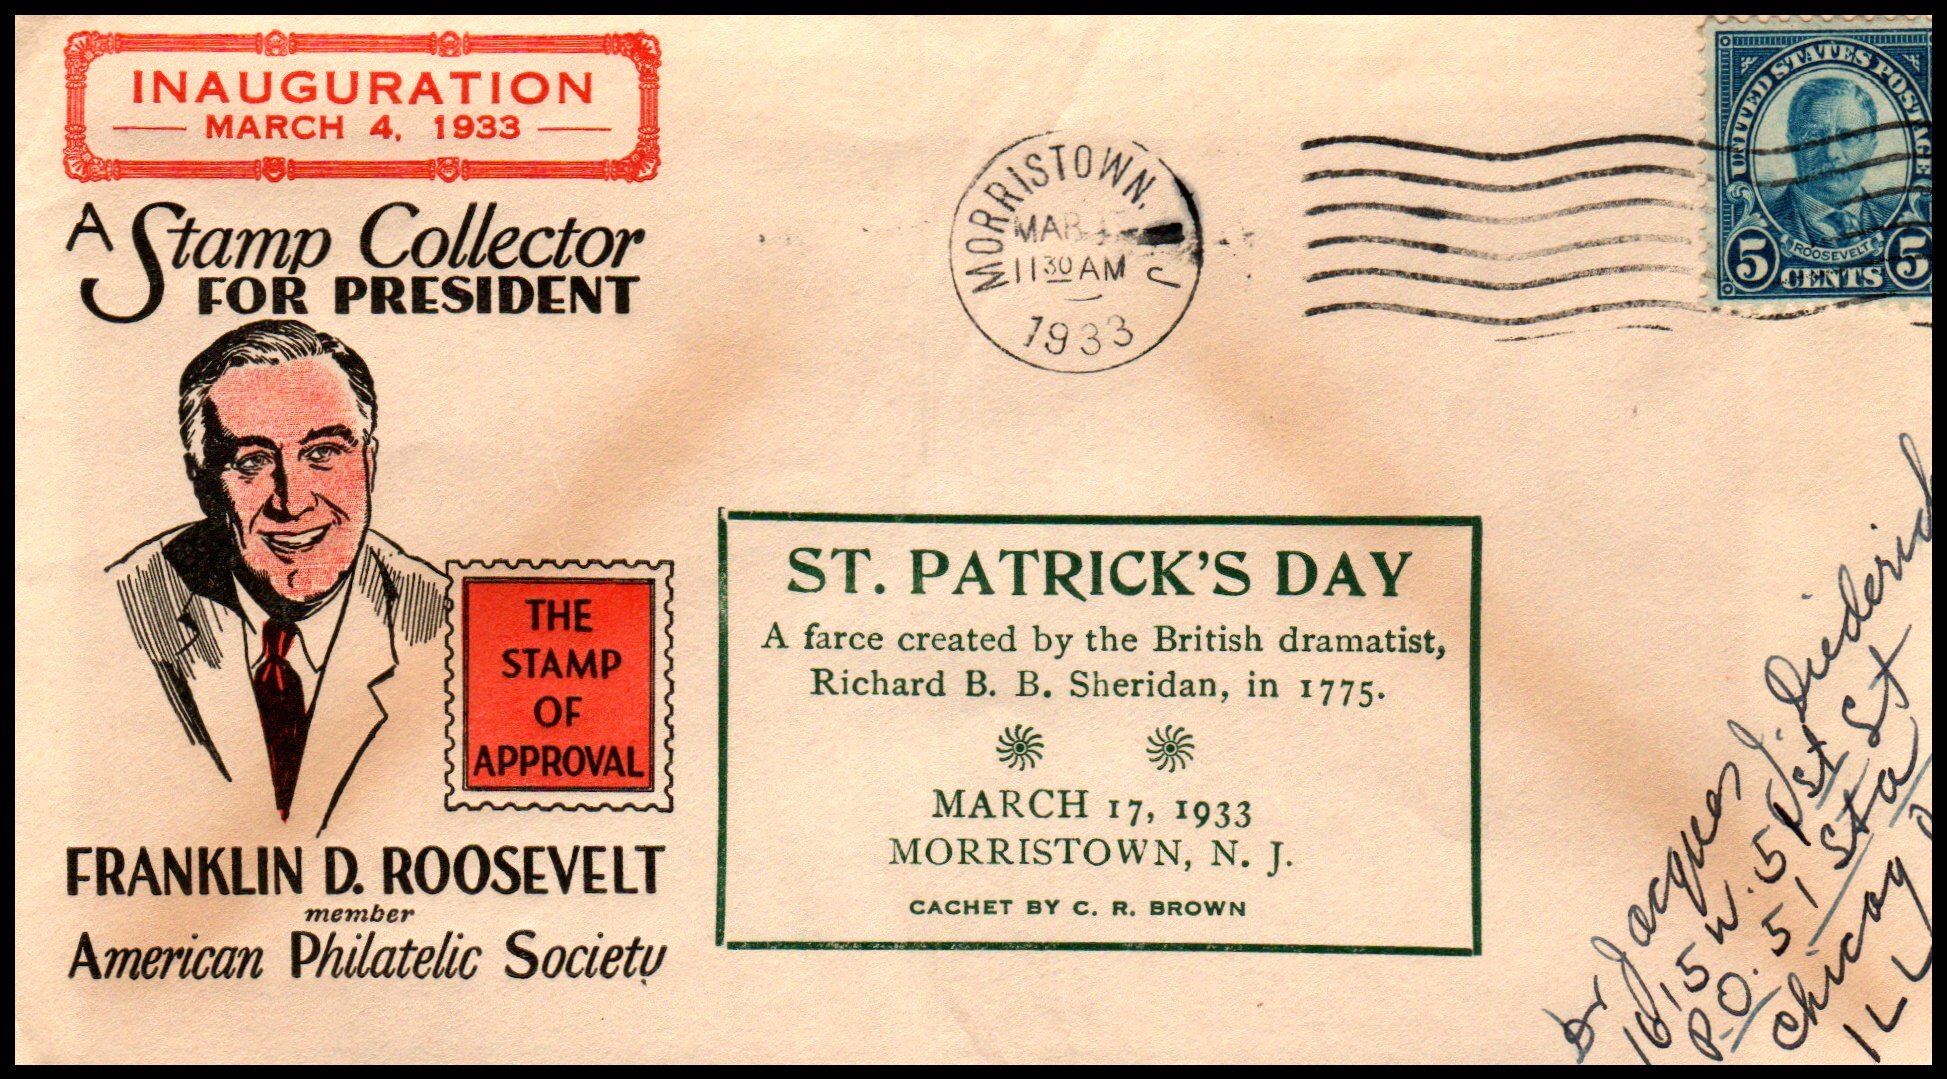 INAUGURATION
MARCH 4, 1933
A Stamp Collector
FOR PRESIDENT
THE
STAMP
OF
APPROVAL
FRANKLIN D. ROOSEVELT
member
American Philatelic Society
MORRISTOWN. J
MAR
11 30 AM
1933
UNITED STATES POSTAGE
ROOSEVELT
5 CENTS 5
ST. PATRICK'S DAY
A farce created by the British dramatist,
Richard B. B. Sheridan, in 1775.
MARCH 17, 1933
MORRISTOWN, N. J.
CACHET BY C. R. BROWN
Dr Jacques J. Diederich
1615 W. 51st St
P.O. 51 St Sta
Chicag
ILL